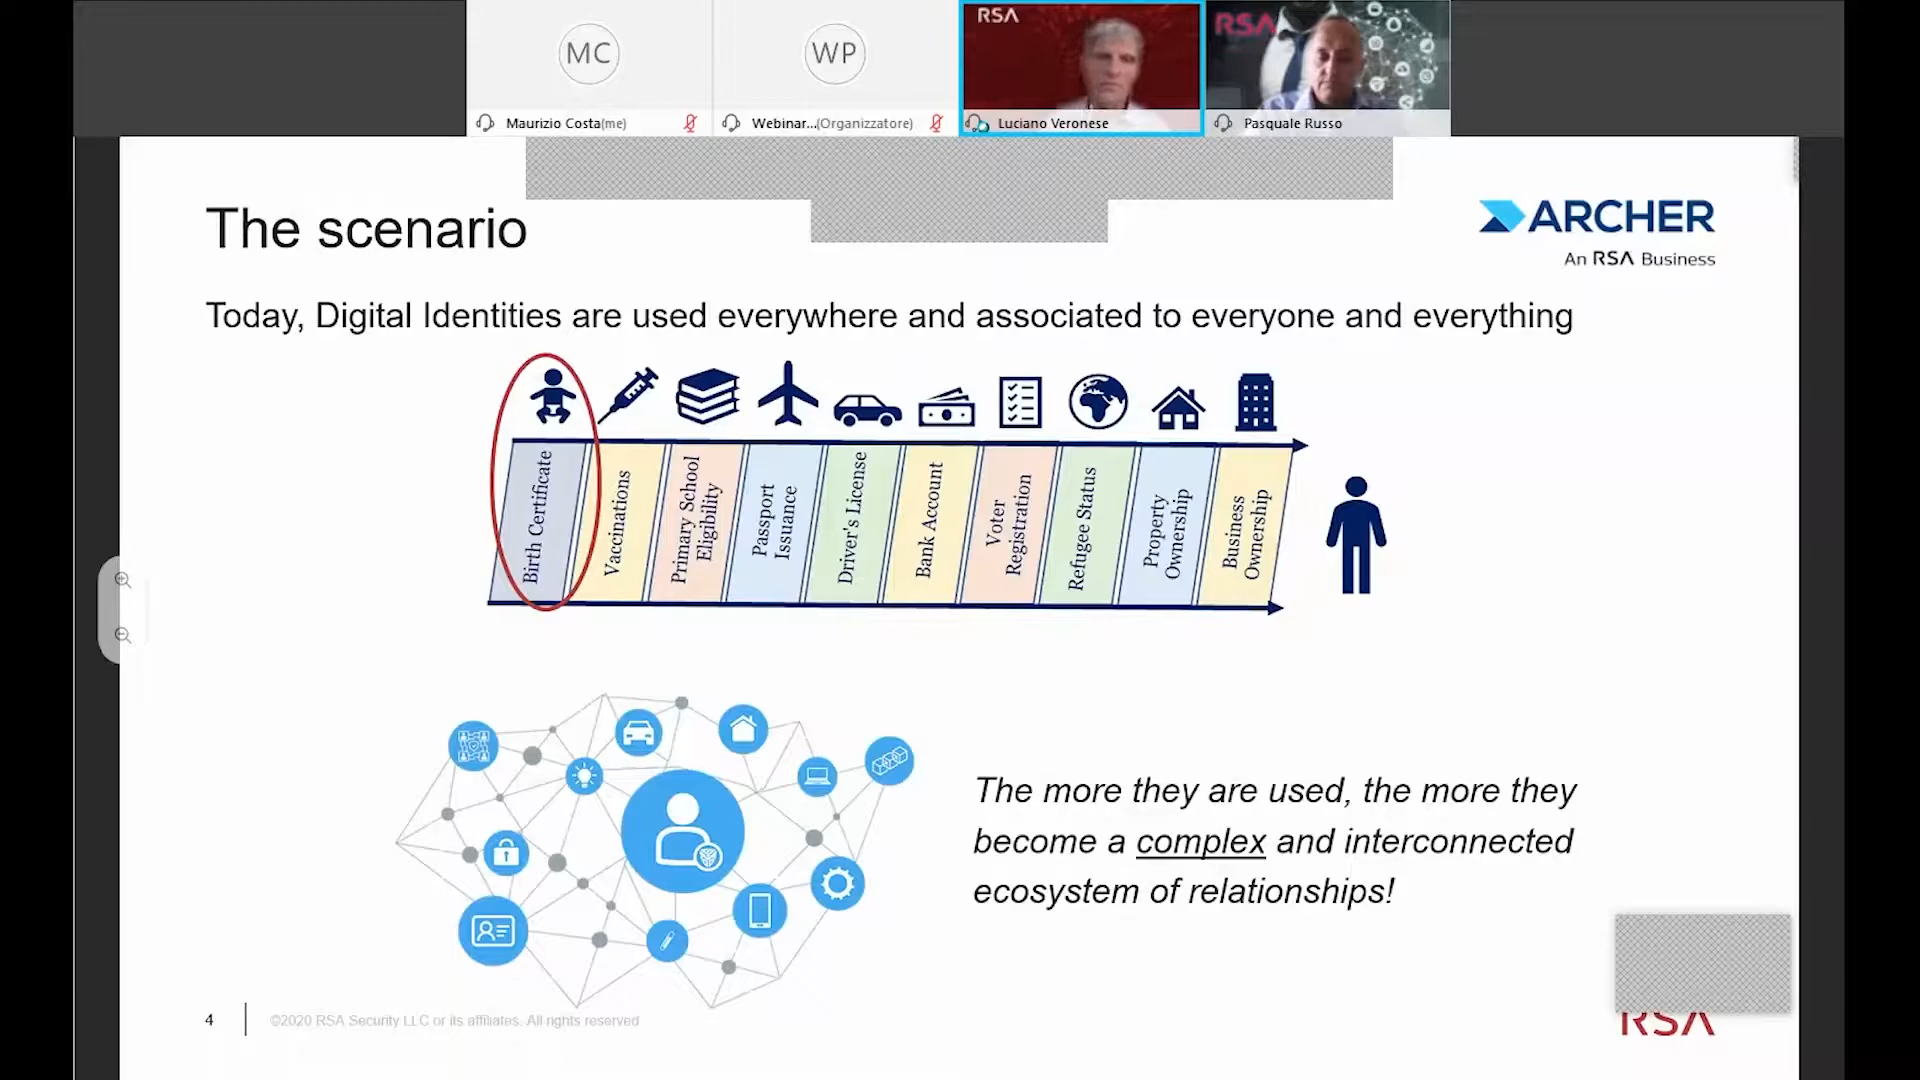 MC
WP
RSA
RSA
Maurizio Costa(me)
Webinar...(Organizzatore)
Luciano Veronese
Pasquale Russo
The scenario
ARCHER
An RSA Business
Today, Digital Identities are used everywhere and associated to everyone and everything
Birth Certificate
Vaccinations
Primary School
Eligibility
Passport
Issuance
Driver's License
Bank Account
Voter
Registration
Refugee Status
Property
Ownership
Business
Ownership
The more they are used, the more they
become a complex and interconnected
ecosystem of relationships!
4
©2020 RSA Security LLC or its affiliates. All rights reserved
RSA